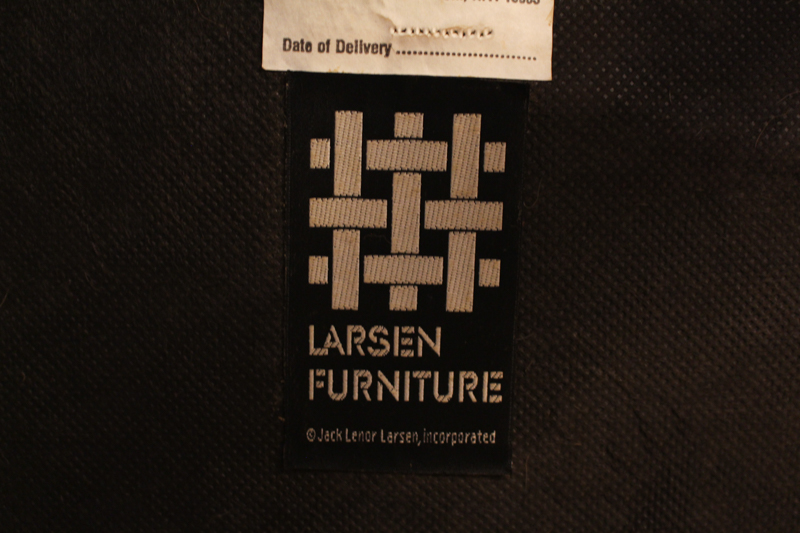 Date of Delivery ........................
LARSEN
FURNITURE
©Jack Lenor Larsen, incorporated